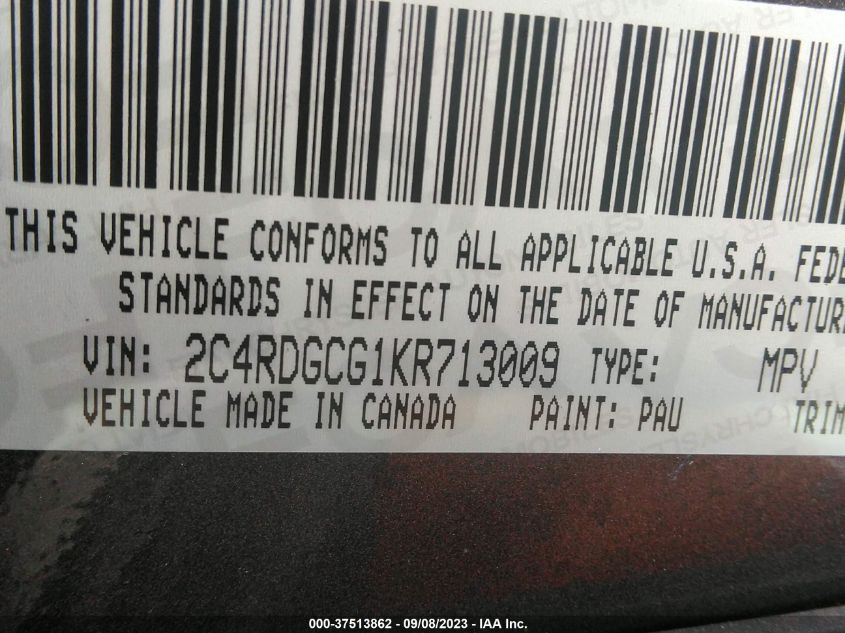 THIS VEHICLE CONFORMS TO ALL APPLICABLE U.S.A. FEDE
STANDARDS IN EFFECT ON THE DATE OF MANUFACTUR
VIN: 2C4RDGCG1KR713009 TYPE: MPV
VEHICLE MADE IN CANADA PAINT: PAU TRIM
000-37513862 - 09/08/2023 - IAA Inc.